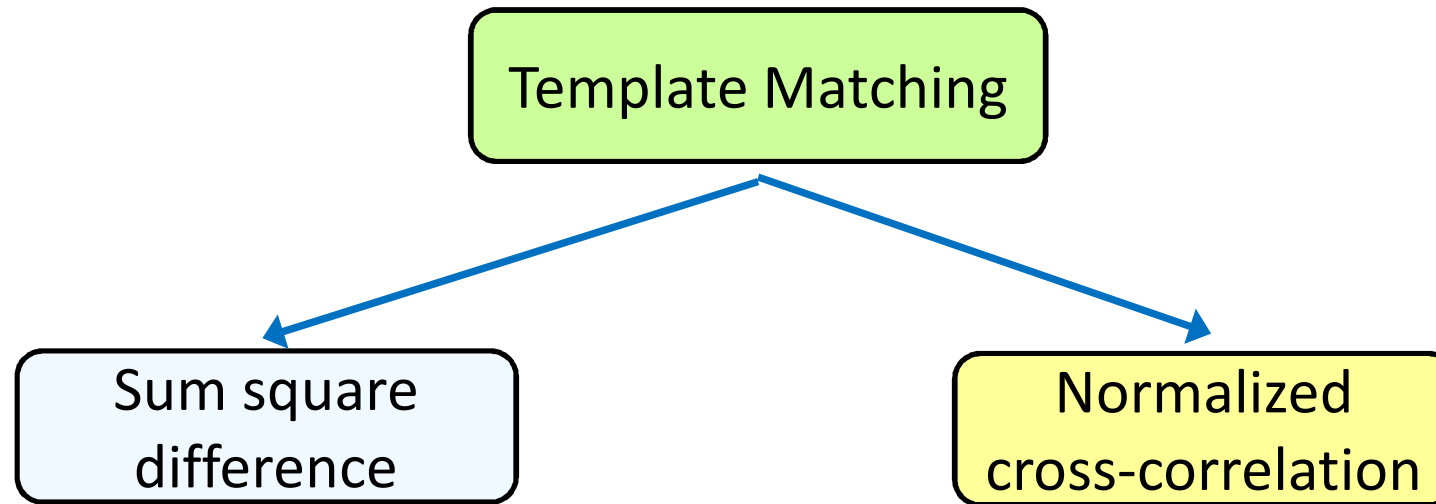 Template Matching
Sum square
difference
Normalized
cross-correlation